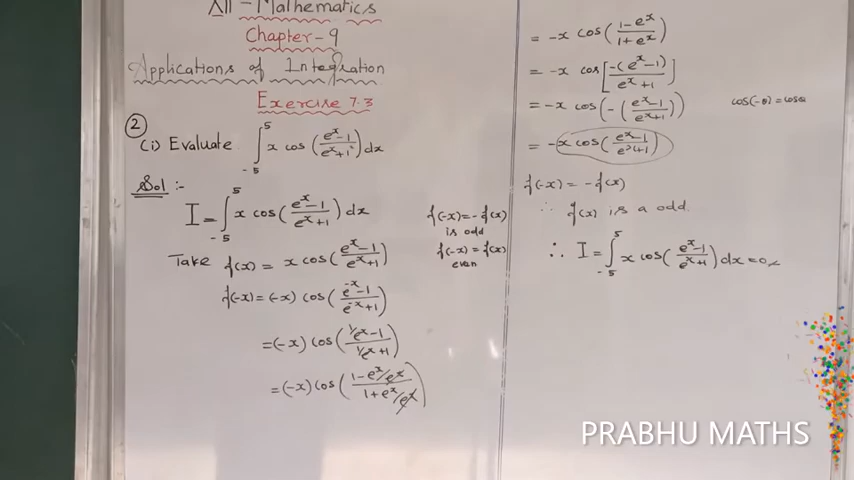 XII - Mathematics
Chapter - 9
Applications of Integration
Exercise 7.3
② (i) Evaluate ∫_{-5}^{5} x cos((e^x-1)/(e^x+1)) dx
Sol :-
I = ∫_{-5}^{5} x cos((e^x-1)/(e^x+1)) dx
Take f(x) = x cos((e^x-1)/(e^x+1))
f(-x) = (-x) cos((e^-x-1)/(e^-x+1))
= (-x) cos((1/e^x-1)/(1/e^x+1))
= (-x) cos((1-e^x/e^x)/(1+e^x/e^x))
f(-x) = -f(x)
is odd
f(-x) = f(x)
even
= -x cos((1-e^x)/(1+e^x))
= -x cos[(-(e^x-1))/(e^x+1)]
= -x cos(-((e^x-1)/(e^x+1))) cos(-θ) = cosθ
= -x cos((e^x-1)/(e^x+1))
f(-x) = -f(x)
∴ f(x) is a odd.
∴ I = ∫_{-5}^{5} x cos((e^x-1)/(e^x+1)) dx = 0
PRABHU MATHS